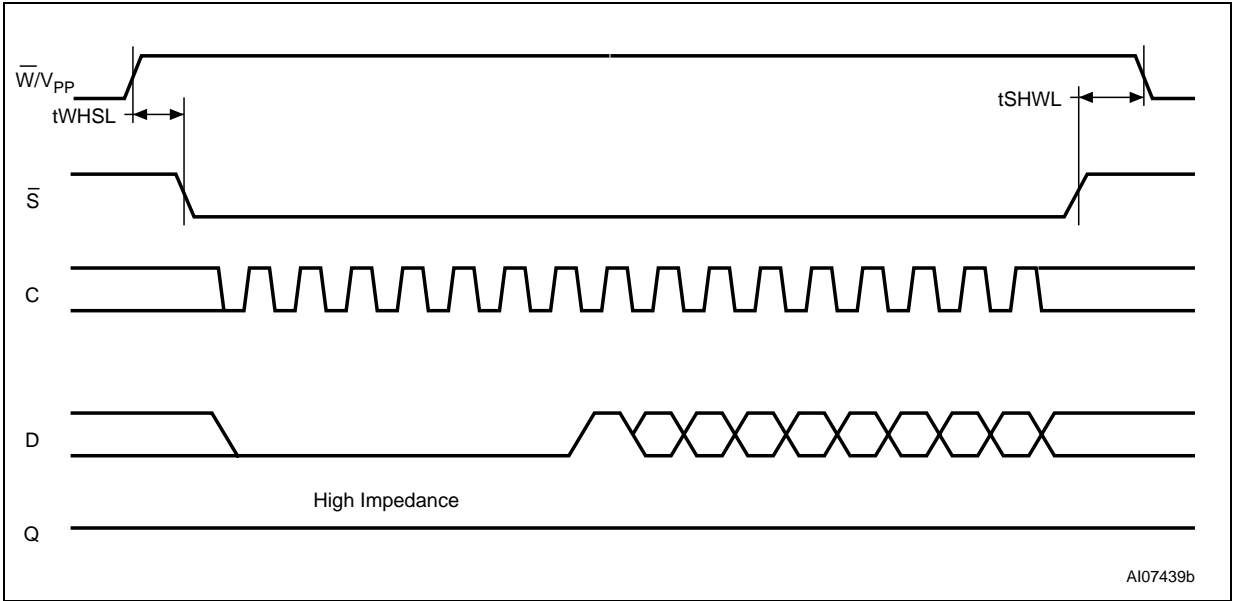 W̅/VPP
tWHSL
tSHWL
S̅
C
D
High Impedance
Q
AI07439b